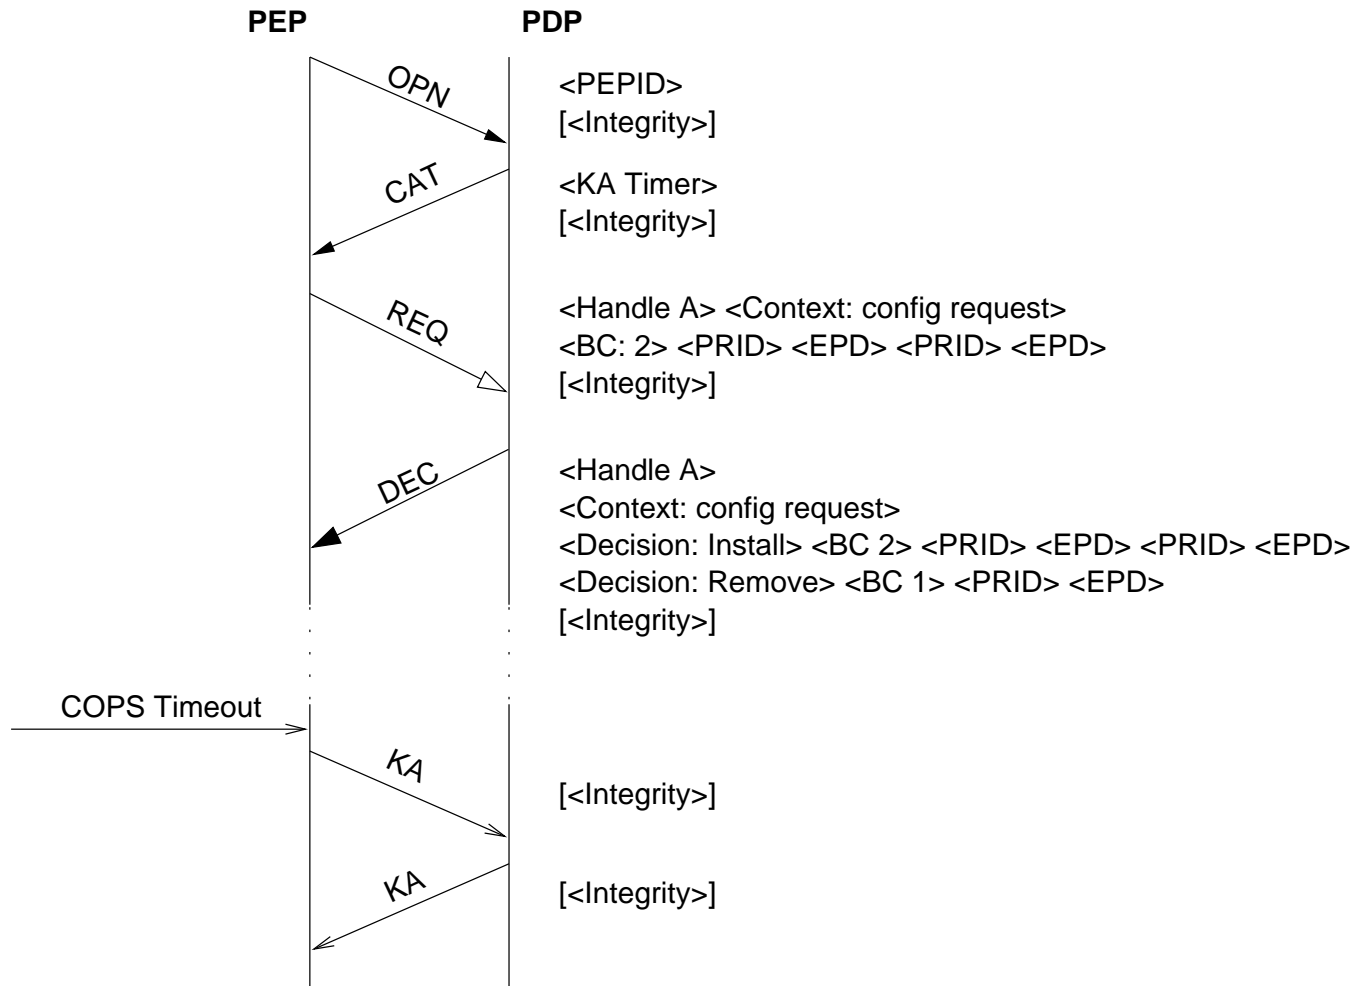 PEP PDP
OPN
<PEPID>
[<Integrity>]
CAT
<KA Timer>
[<Integrity>]
REQ
<Handle A> <Context: config request>
<BC: 2> <PRID> <EPD> <PRID> <EPD>
[<Integrity>]
DEC
<Handle A>
<Context: config request>
<Decision: Install> <BC 2> <PRID> <EPD> <PRID> <EPD>
<Decision: Remove> <BC 1> <PRID> <EPD>
[<Integrity>]
COPS Timeout
KA
[<Integrity>]
KA
[<Integrity>]